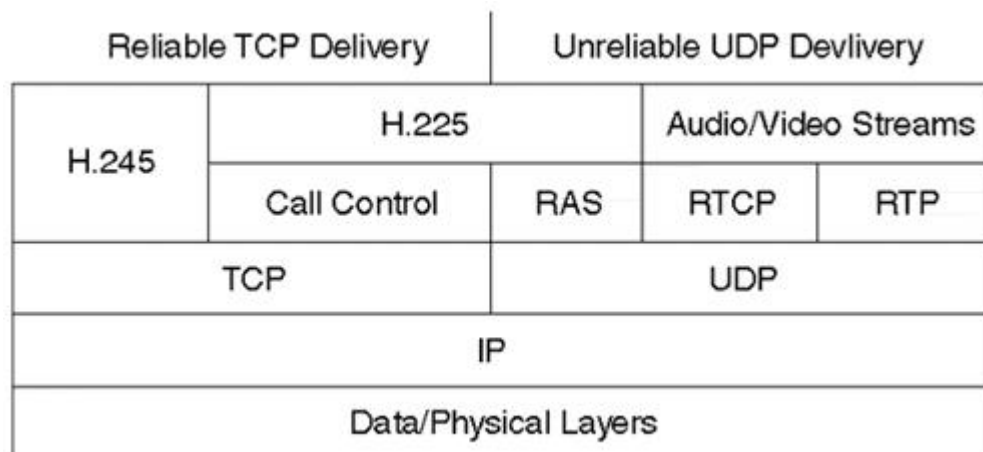 Reliable TCP Delivery Unreliable UDP Devlivery
H.245 H.225 Audio/Video Streams
Call Control RAS RTCP RTP
TCP UDP
IP
Data/Physical Layers